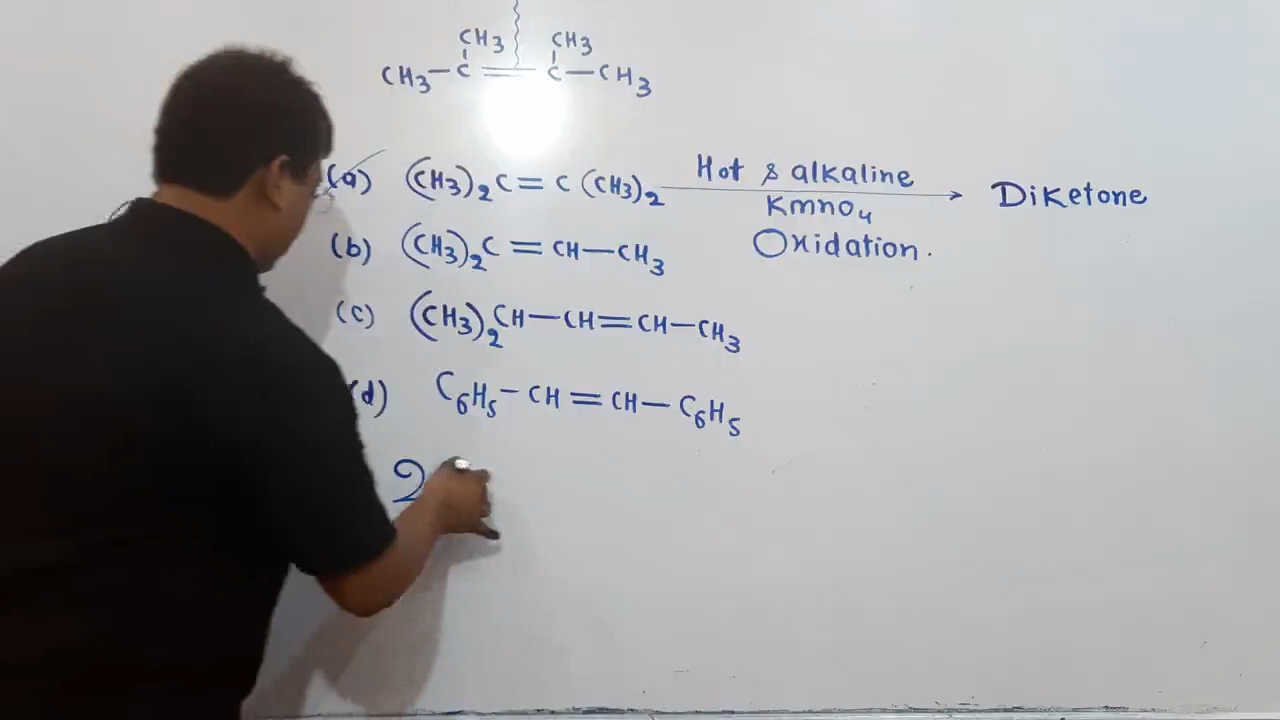 CH3 CH3
CH3-C=C-CH3
(a) (CH3)2C=C(CH3)2 Hot & alkaline Diketone
KmnO4
Oxidation.
(b) (CH3)2C=CH-CH3
(c) (CH3)2CH-CH=CH-CH3
(d) C6H5-CH=CH-C6H5
2